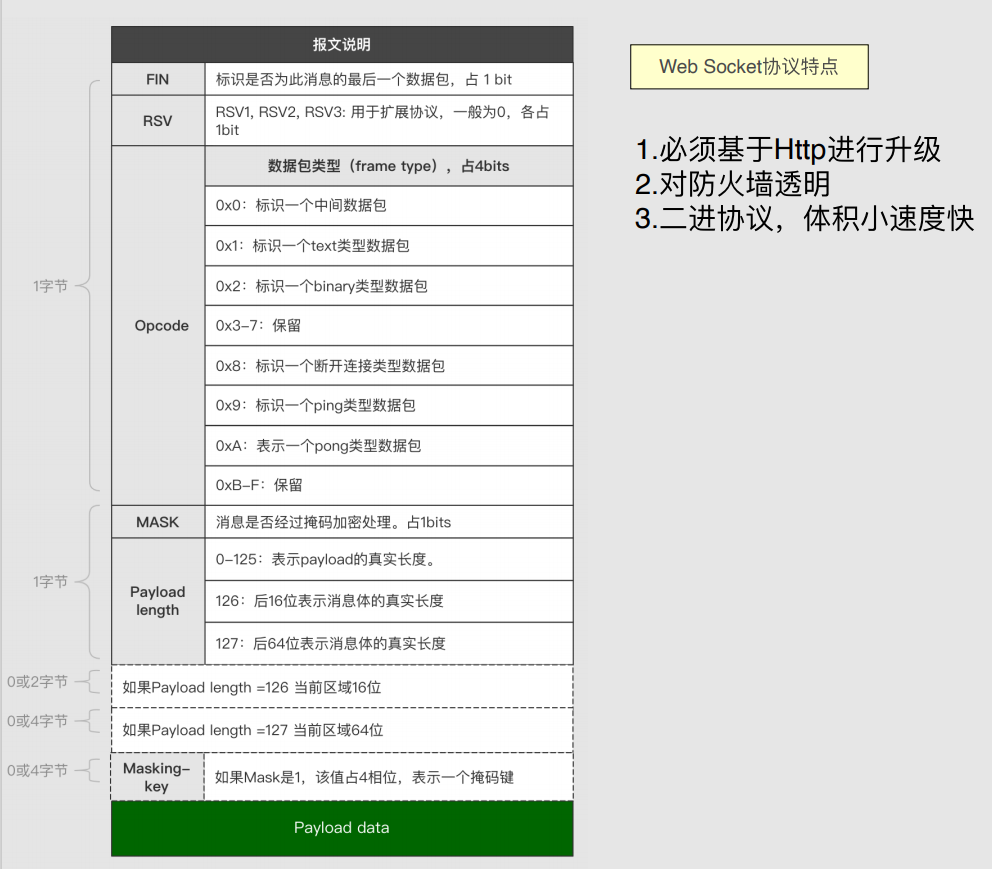 报文说明
FIN
标识是否为此消息的最后一个数据包，占 1 bit
RSV
RSV1, RSV2, RSV3: 用于扩展协议，一般为0，各占
1bit
1字节
Opcode
数据包类型（frame type），占4bits
0x0：标识一个中间数据包
0x1：标识一个text类型数据包
0x2：标识一个binary类型数据包
0x3-7：保留
0x8：标识一个断开连接类型数据包
0x9：标识一个ping类型数据包
0xA：表示一个pong类型数据包
0xB-F：保留
1字节
MASK
消息是否经过掩码加密处理。占1bits
Payload
length
0-125：表示payload的真实长度。
126：后16位表示消息体的真实长度
127：后64位表示消息体的真实长度
0或2字节
如果Payload length =126 当前区域16位
0或4字节
如果Payload length =127 当前区域64位
0或4字节
Masking-
key
如果Mask是1，该值占4相位，表示一个掩码键
Payload data
Web Socket协议特点
1.必须基于Http进行升级
2.对防火墙透明
3.二进协议，体积小速度快